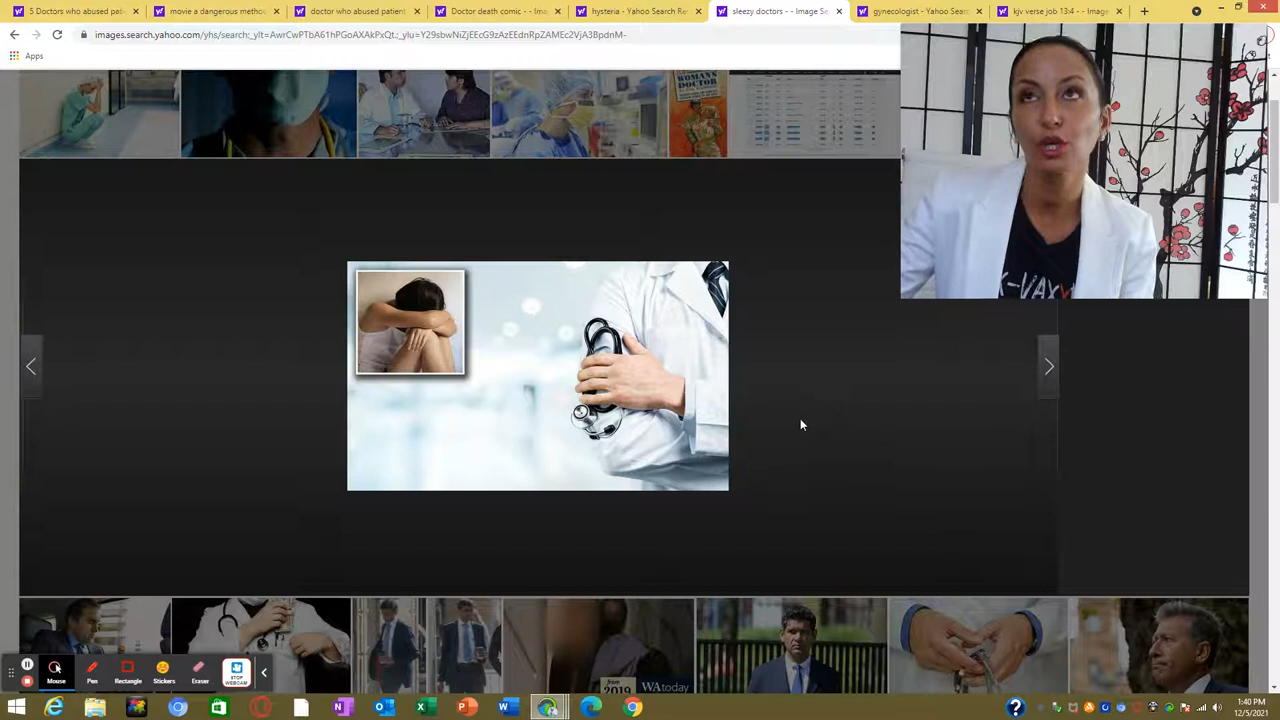 5 Doctors who abused pati
movie a dangerous metho
doctor who abused patient
Doctor death comic - - Ima
hysteria - Yahoo Search Re
sleezy doctors - - Image Se
gynecologist - Yahoo Sear
kjv verse job 13:4 - - Imag
images.search.yahoo.com/yhs/search;_ylt=AwrCwPTbA61hPGoAXAkPxQt.;_ylu=Y29sbwNiZjEEcG9zAzEEdnRpZAMEc2VjA3BpdnM-
Apps
WOMAN'S
DOCTOR
K-VAXX
from
2019
WAtoday
Mouse
Pen
Rectangle
Stickers
Eraser
STOP
WEBCAM
1:40 PM
12/5/2021